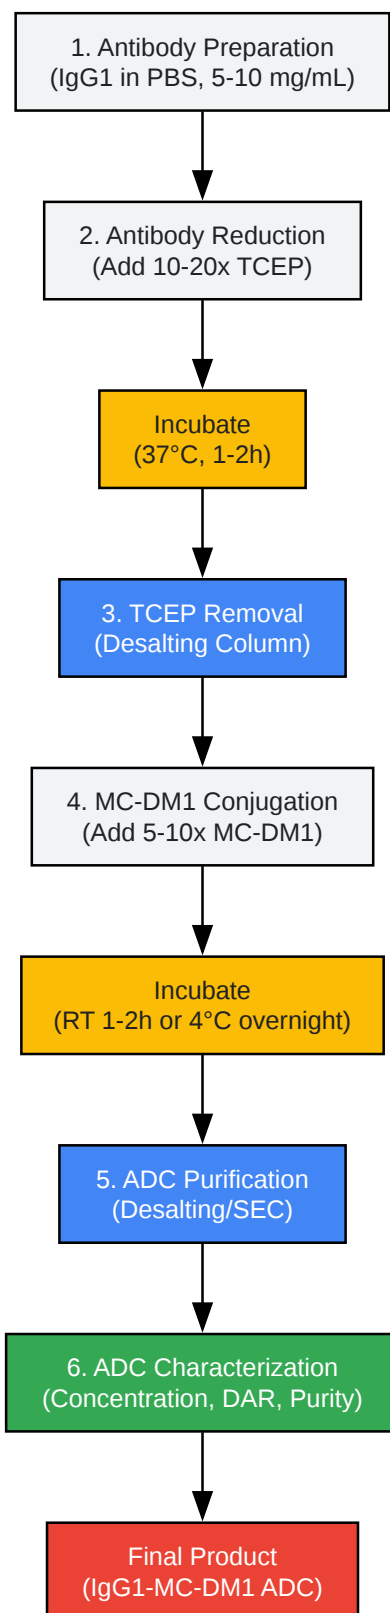 1. Antibody Preparation
(IgG1 in PBS, 5-10 mg/mL)
2. Antibody Reduction
(Add 10-20x TCEP)
Incubate
(37°C, 1-2h)
3. TCEP Removal
(Desalting Column)
4. MC-DM1 Conjugation
(Add 5-10x MC-DM1)
Incubate
(RT 1-2h or 4°C overnight)
5. ADC Purification
(Desalting/SEC)
6. ADC Characterization
(Concentration, DAR, Purity)
Final Product
(IgG1-MC-DM1 ADC)